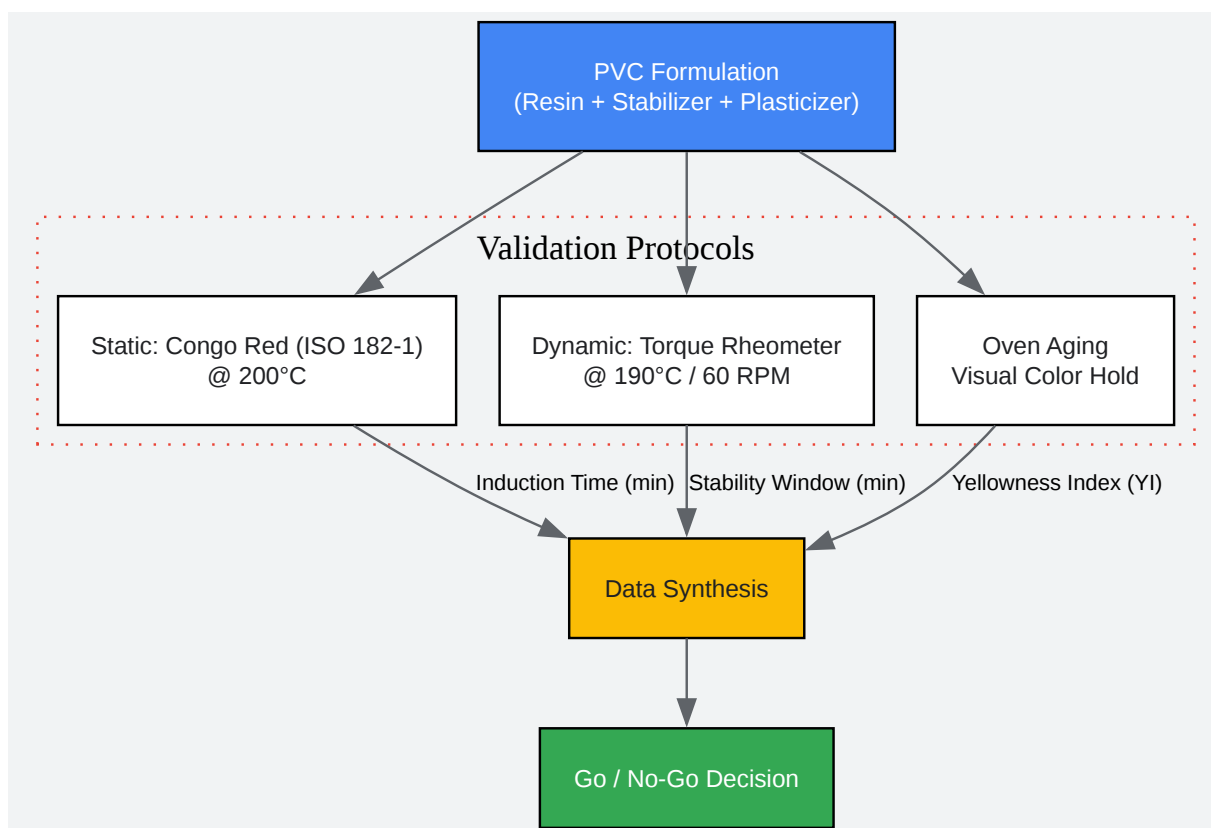 PVC Formulation
(Resin + Stabilizer + Plasticizer)
Validation Protocols
Static: Congo Red (ISO 182-1)
@ 200°C
Dynamic: Torque Rheometer
@ 190°C / 60 RPM
Oven Aging
Visual Color Hold
Induction Time (min)
Stability Window (min)
Yellowness Index (YI)
Data Synthesis
Go / No-Go Decision